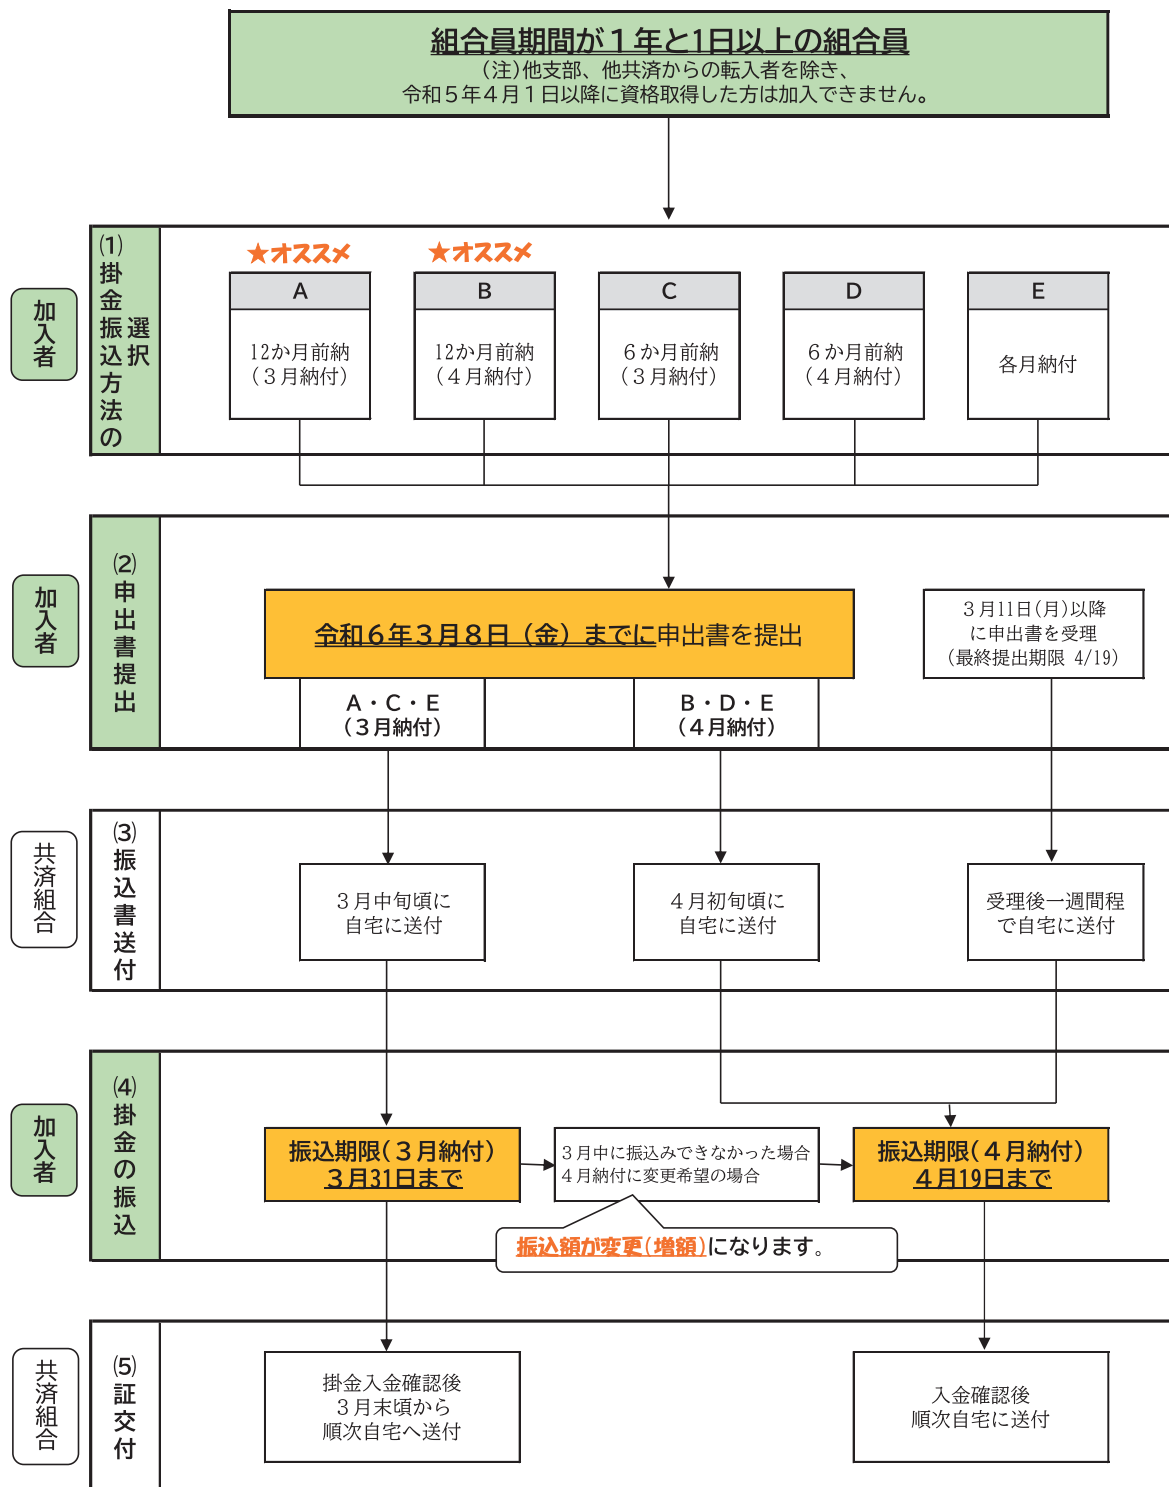 組合員期間が１年と1日以上の組合員
（注）他支部、他共済からの転入者を除き、
令和５年４月１日以降に資格取得した方は加入できません。
加入者
(1)掛金振込方法の
選択
★オススメ
A
12か月前納
（３月納付）
★オススメ
B
12か月前納
（４月納付）
C
６か月前納
（３月納付）
D
６か月前納
（４月納付）
E
各月納付
加入者
(2)申出書提出
令和６年３月８日（金）までに申出書を提出
A・C・E
（３月納付）
B・D・E
（４月納付）
３月11日（月）以降
に申出書を受理
（最終提出期限 4/19）
共済組合
(3)振込書送付
３月中旬頃に
自宅に送付
４月初旬頃に
自宅に送付
受理後一週間程
で自宅に送付
加入者
(4)掛金の振込
振込期限（３月納付）
３月31日まで
３月中に振込みできなかった場合
４月納付に変更希望の場合
振込期限（４月納付）
４月19日まで
振込額が変更（増額）になります。
共済組合
(5)証交付
掛金入金確認後
３月末頃から
順次自宅へ送付
入金確認後
順次自宅に送付